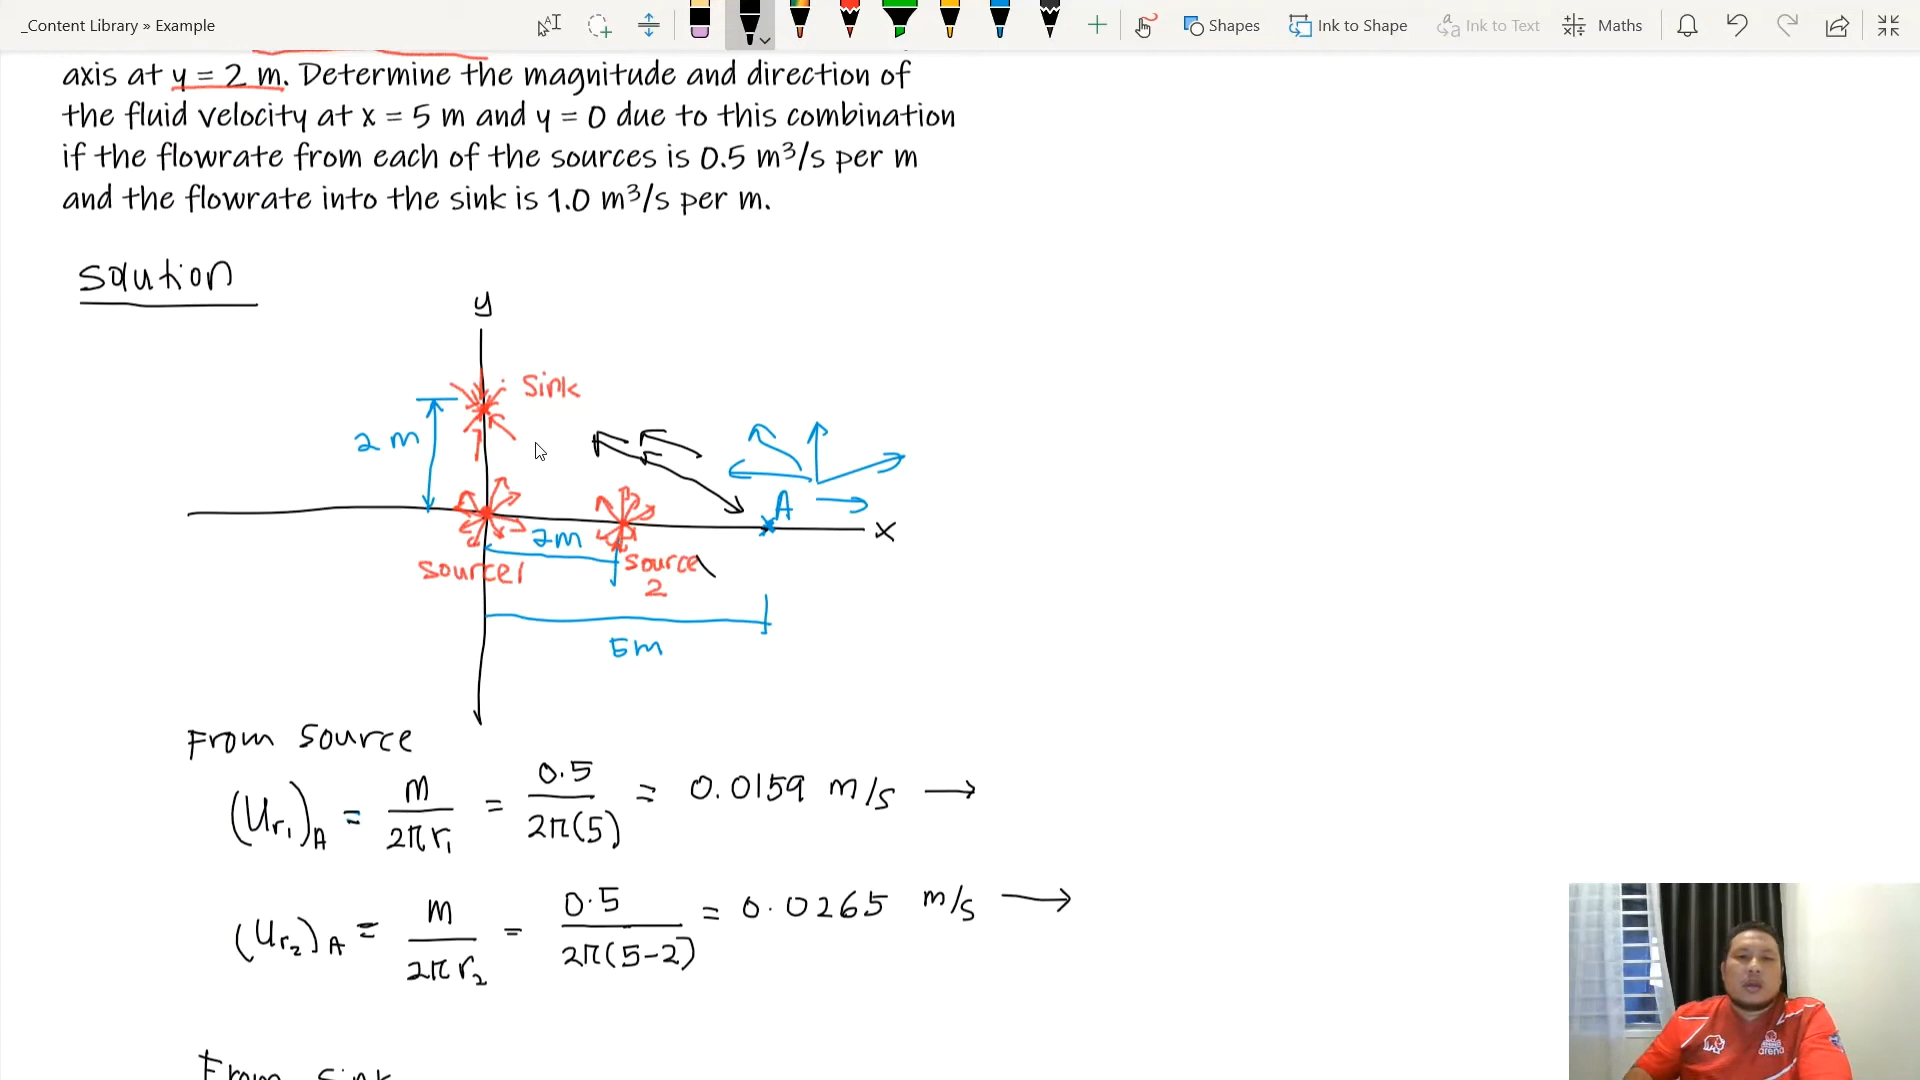 _Content Library » Example
Shapes
Ink to Shape
Ink to Text
Maths
axis at y = 2 m. Determine the magnitude and direction of
the fluid velocity at x = 5 m and y = 0 due to this combination
if the flowrate from each of the sources is 0.5 m³/s per m
and the flowrate into the sink is 1.0 m³/s per m.
Solution
y
Sink
2 m
A
x
2m
source1
source
2
5m
From source
(Ur₁)A = m/2πr₁ = 0.5/2π(5) = 0.0159 m/s →
(Ur₂)A = m/2πr₂ = 0.5/2π(5-2) = 0.0265 m/s →
From sink
arena